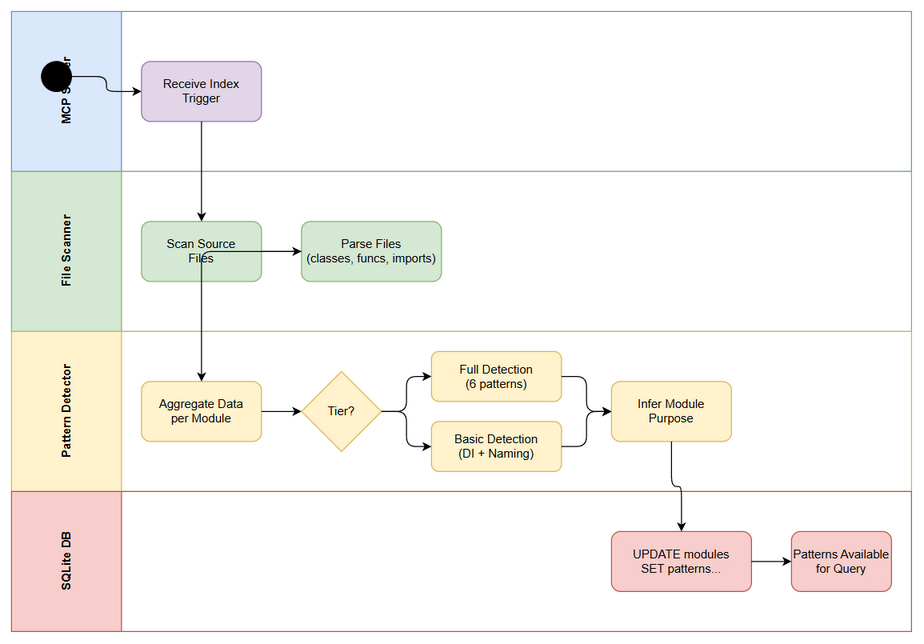 MCP
Receive Index
Trigger
File Scanner
Scan Source
Files
Parse Files
(classes, funcs, imports)
Pattern Detector
Aggregate Data
per Module
Tier?
Full Detection
(6 patterns)
Basic Detection
(DI + Naming)
Infer Module
Purpose
SQLite DB
UPDATE modules
SET patterns...
Patterns Available
for Query